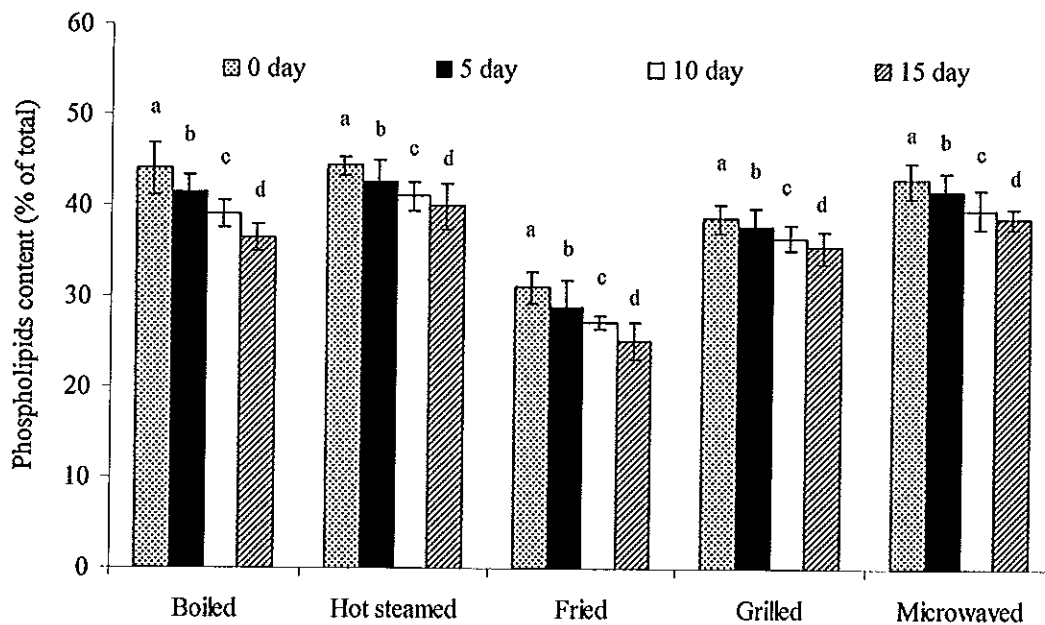 60
0 day 5 day 10 day 15 day
50
a b c d a b c d a b c d a b c d a b c d
40
30
20
10
0
Phospholipids content (% of total)
Boiled Hot steamed Fried Grilled Microwaved